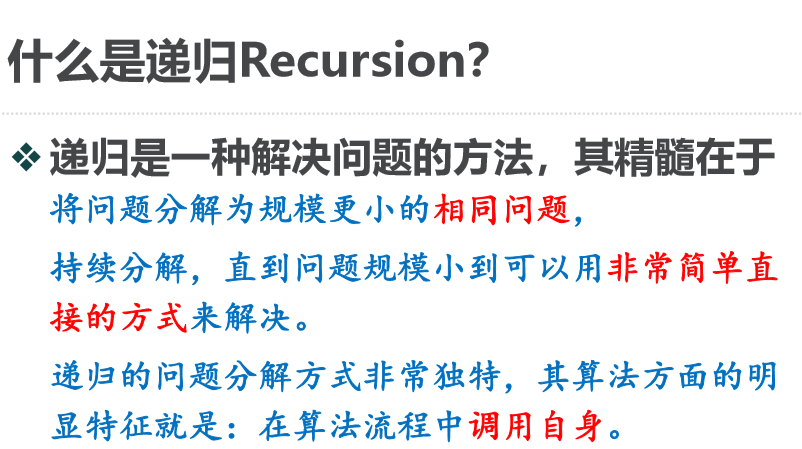 什么是递归Recursion?
递归是一种解决问题的方法，其精髓在于
将问题分解为规模更小的相同问题，
持续分解，直到问题规模小到可以用非常简单直
接的方式来解决。
递归的问题分解方式非常独特，其算法方面的明
显特征就是：在算法流程中调用自身。